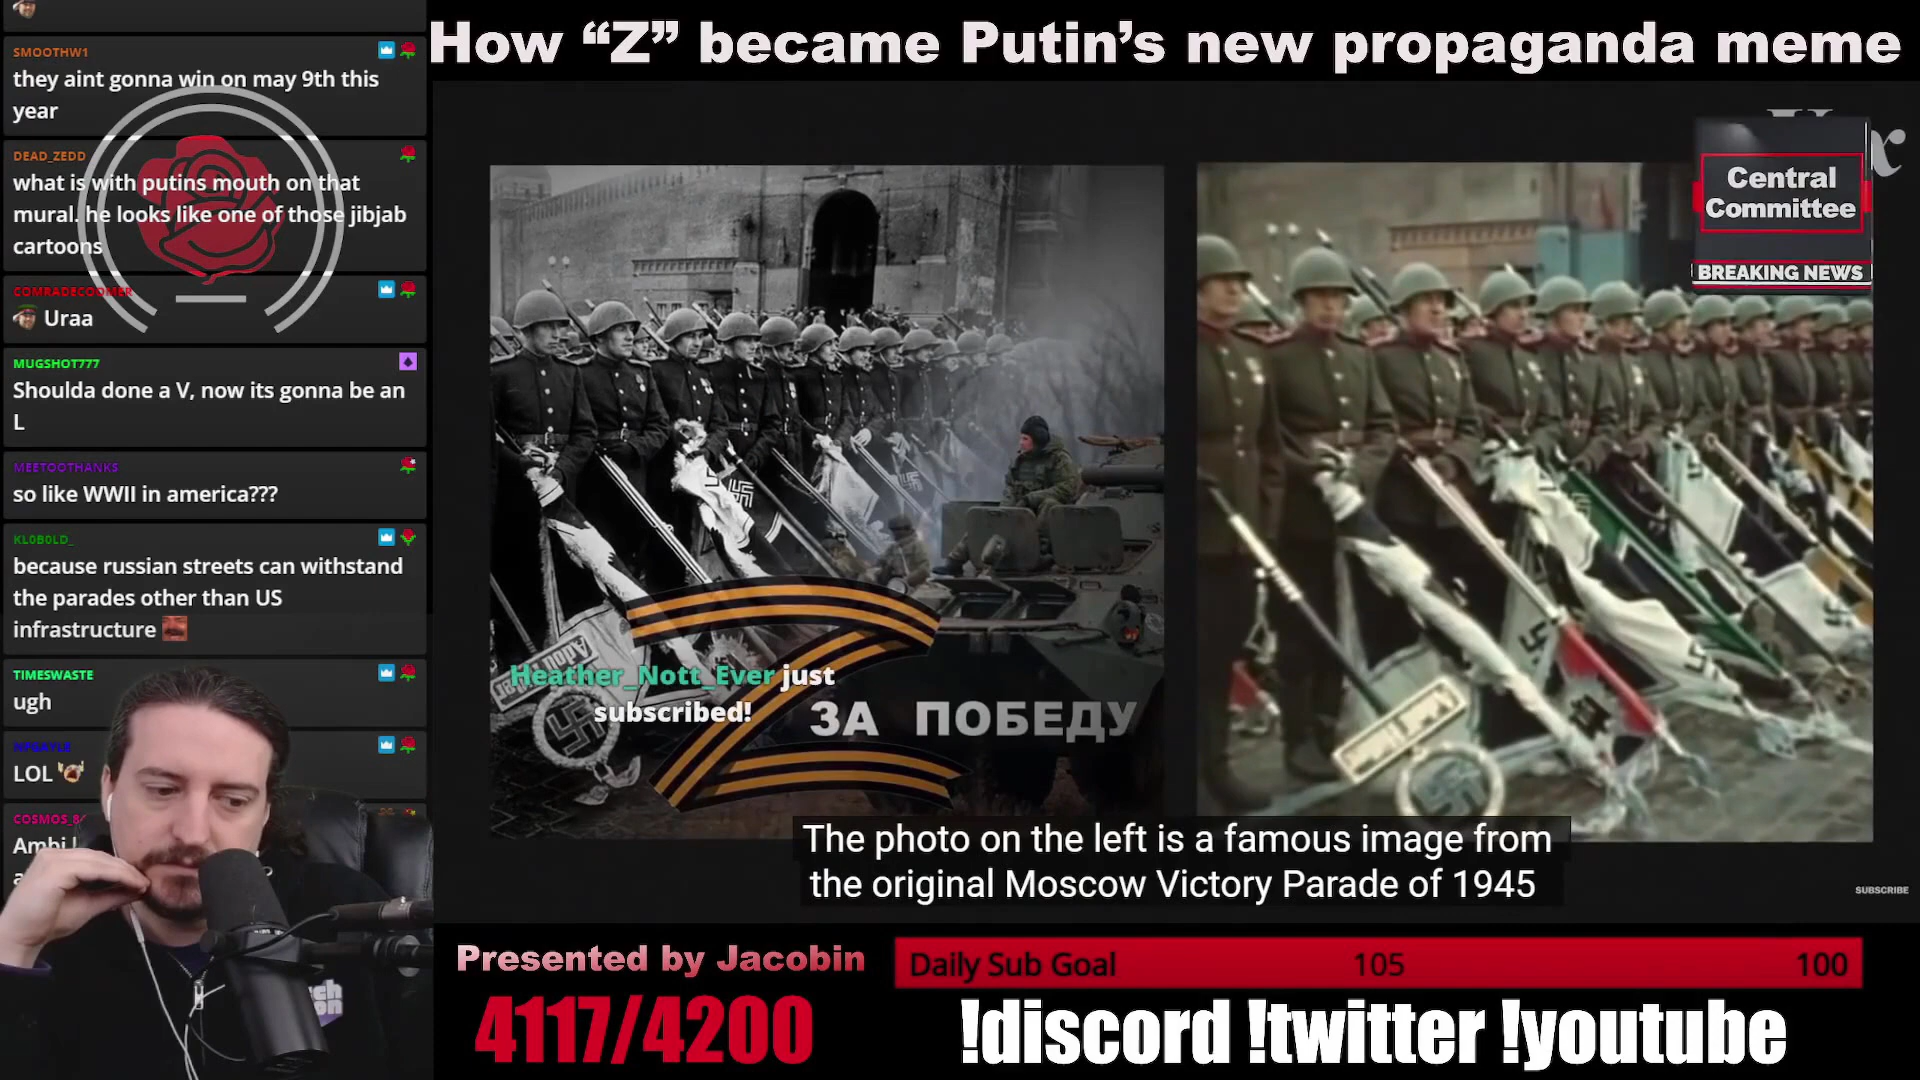 How “Z” became Putin’s new propaganda meme
SMOOTHW1
they aint gonna win on may 9th this
year
DEAD_ZEDD
what is with putins mouth on that
mural. he looks like one of those jibjab
cartoons
COMRADECOOMER
Uraa
MUGSHOT777
Shoulda done a V, now its gonna be an
L
MEETOOTHANKS
so like WWII in america???
KL0B0LD_
because russian streets can withstand
the parades other than US
infrastructure
TIMESWASTE
ugh
LOL
Central
Committee
BREAKING NEWS
Adolf
Heather_Nott_Ever just
subscribed!
ЗА ПОБЕДУ
The photo on the left is a famous image from
the original Moscow Victory Parade of 1945
SUBSCRIBE
Presented by Jacobin
Daily Sub Goal 105 100
4117/4200
!discord !twitter !youtube